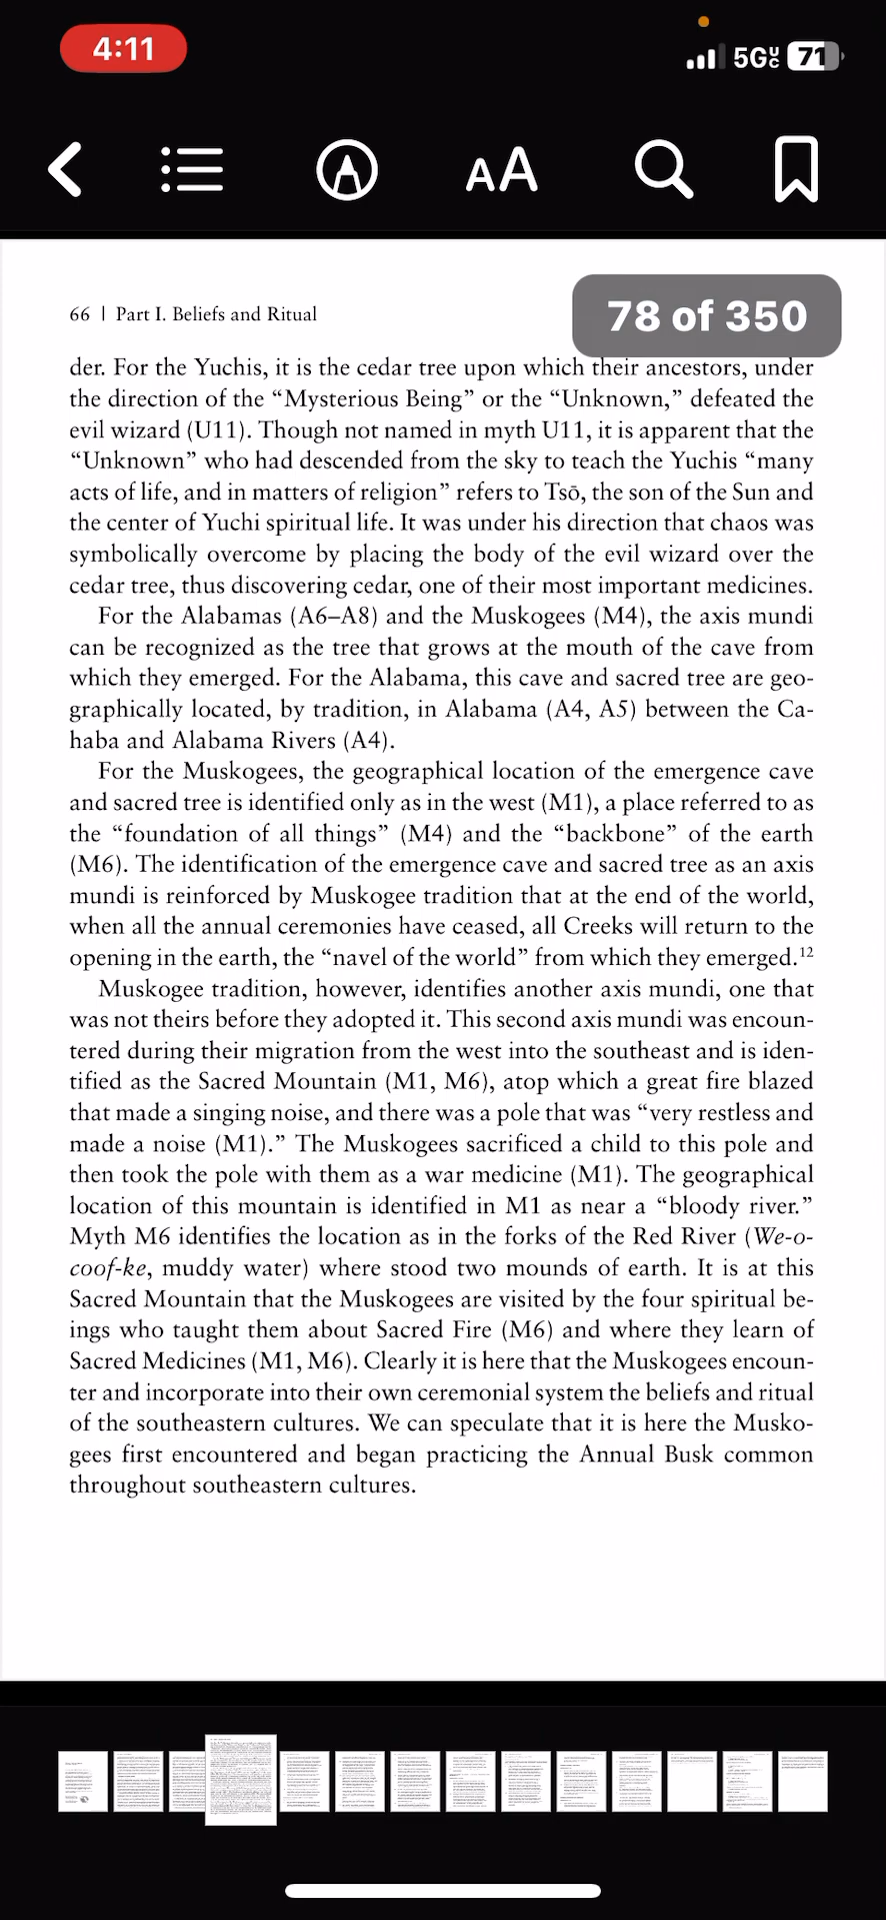 4:11
5G
71
AA
66 | Part I. Beliefs and Ritual
78 of 350
der. For the Yuchis, it is the cedar tree upon which their ancestors, under
the direction of the “Mysterious Being” or the “Unknown,” defeated the
evil wizard (U11). Though not named in myth U11, it is apparent that the
“Unknown” who had descended from the sky to teach the Yuchis “many
acts of life, and in matters of religion” refers to Tsō, the son of the Sun and
the center of Yuchi spiritual life. It was under his direction that chaos was
symbolically overcome by placing the body of the evil wizard over the
cedar tree, thus discovering cedar, one of their most important medicines.
For the Alabamas (A6–A8) and the Muskogees (M4), the axis mundi
can be recognized as the tree that grows at the mouth of the cave from
which they emerged. For the Alabama, this cave and sacred tree are geo-
graphically located, by tradition, in Alabama (A4, A5) between the Ca-
haba and Alabama Rivers (A4).
For the Muskogees, the geographical location of the emergence cave
and sacred tree is identified only as in the west (M1), a place referred to as
the “foundation of all things” (M4) and the “backbone” of the earth
(M6). The identification of the emergence cave and sacred tree as an axis
mundi is reinforced by Muskogee tradition that at the end of the world,
when all the annual ceremonies have ceased, all Creeks will return to the
opening in the earth, the “navel of the world” from which they emerged.12
Muskogee tradition, however, identifies another axis mundi, one that
was not theirs before they adopted it. This second axis mundi was encoun-
tered during their migration from the west into the southeast and is iden-
tified as the Sacred Mountain (M1, M6), atop which a great fire blazed
that made a singing noise, and there was a pole that was “very restless and
made a noise (M1).” The Muskogees sacrificed a child to this pole and
then took the pole with them as a war medicine (M1). The geographical
location of this mountain is identified in M1 as near a “bloody river.”
Myth M6 identifies the location as in the forks of the Red River (We-o-
coof-ke, muddy water) where stood two mounds of earth. It is at this
Sacred Mountain that the Muskogees are visited by the four spiritual be-
ings who taught them about Sacred Fire (M6) and where they learn of
Sacred Medicines (M1, M6). Clearly it is here that the Muskogees encoun-
ter and incorporate into their own ceremonial system the beliefs and ritual
of the southeastern cultures. We can speculate that it is here the Musko-
gees first encountered and began practicing the Annual Busk common
throughout southeastern cultures.